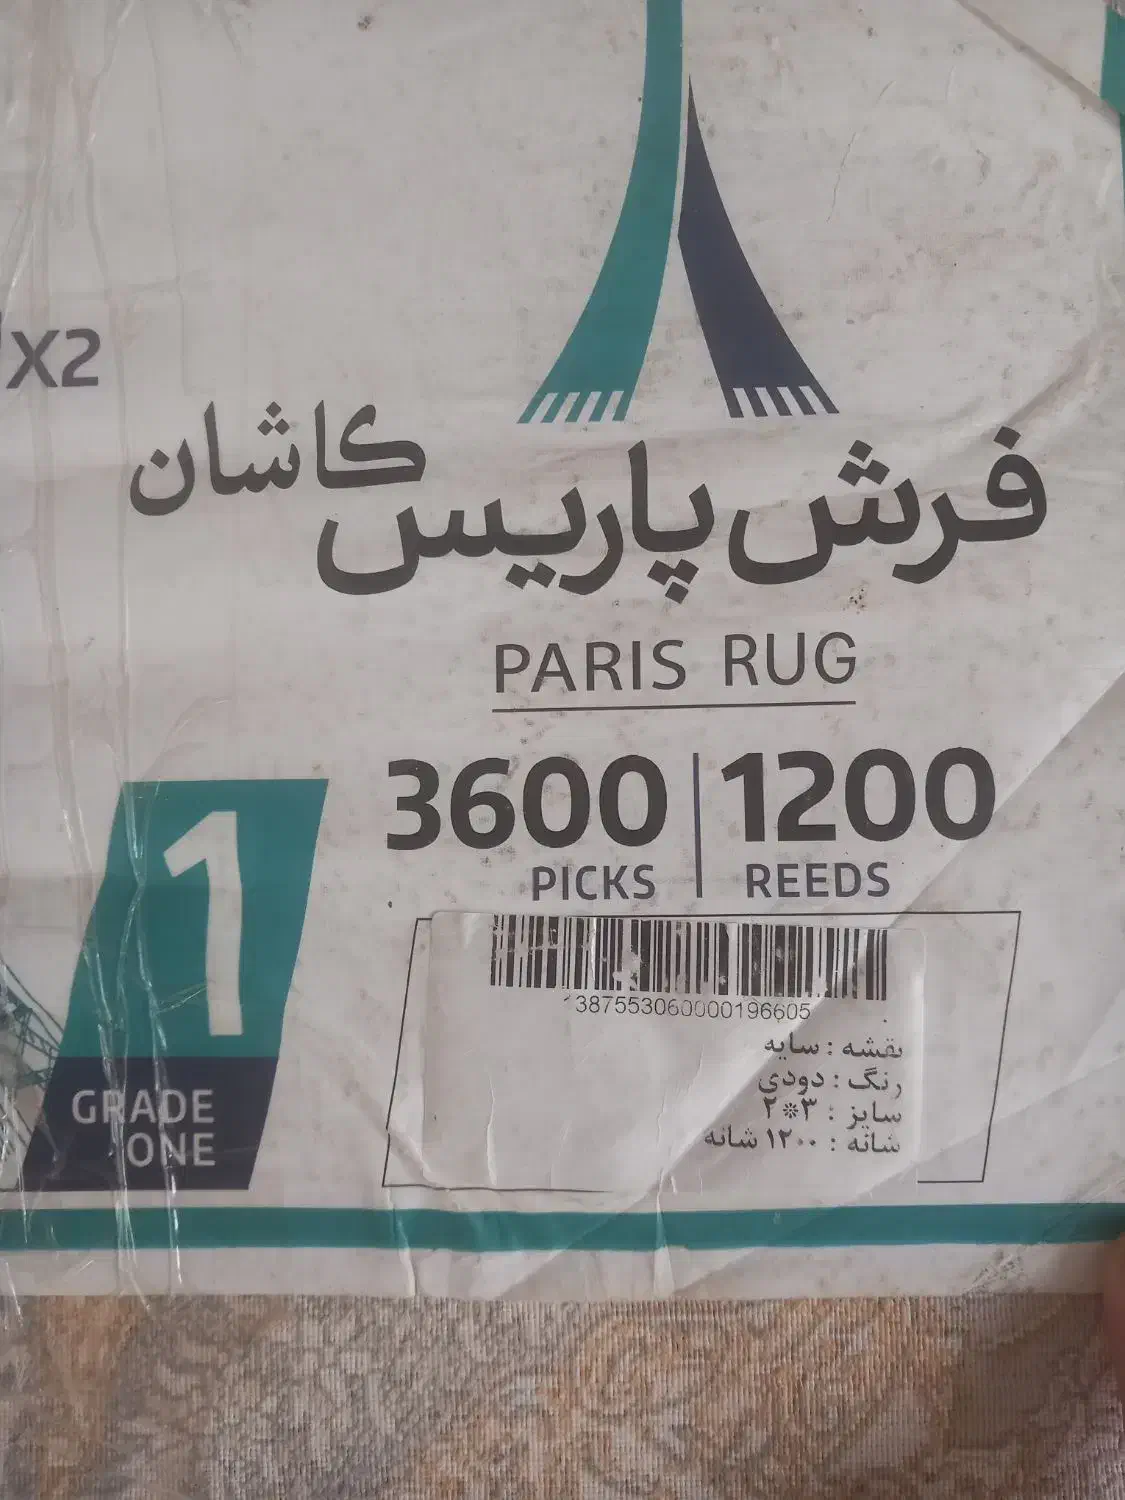 X2
فرش پاریس کاشان
PARIS RUG
3600 | 1200
PICKS REEDS
1
GRADE
ONE
387553060000196605
نقشه : سایه
رنگ : دودی
سایز : ۳*۲
شانه : ۱۲۰۰ شانه